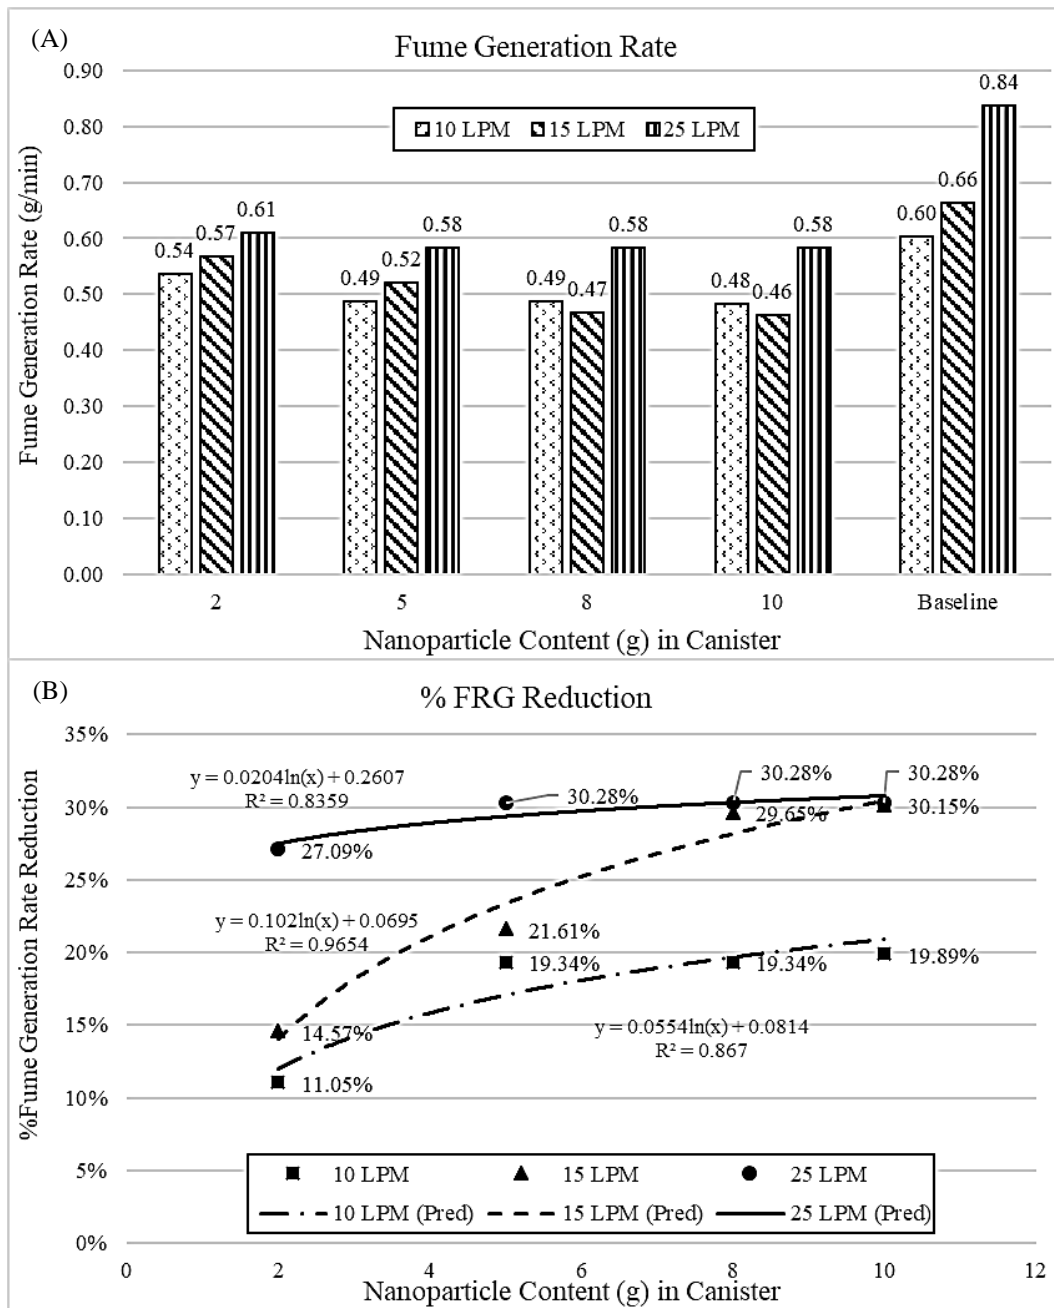 (A)
Fume Generation Rate
Fume Generation Rate (g/min)
0.90
0.80
0.70
0.60
0.50
0.40
0.30
0.20
0.10
0.00
10 LPM 15 LPM 25 LPM
0.54 0.57 0.61
0.49 0.52 0.58
0.49 0.47 0.58
0.48 0.46 0.58
0.60 0.66 0.84
2 5 8 10 Baseline
Nanoparticle Content (g) in Canister
(B)
% FRG Reduction
%Fume Generation Rate Reduction
35%
30%
25%
20%
15%
10%
5%
0%
y = 0.0204ln(x) + 0.2607
R² = 0.8359
27.09%
30.28%
30.28%
30.28%
29.65%
30.15%
y = 0.102ln(x) + 0.0695
R² = 0.9654
21.61%
19.34%
19.34%
19.89%
14.57%
11.05%
y = 0.0554ln(x) + 0.0814
R² = 0.867
10 LPM 15 LPM 25 LPM
10 LPM (Pred) 15 LPM (Pred) 25 LPM (Pred)
0 2 4 6 8 10 12
Nanoparticle Content (g) in Canister